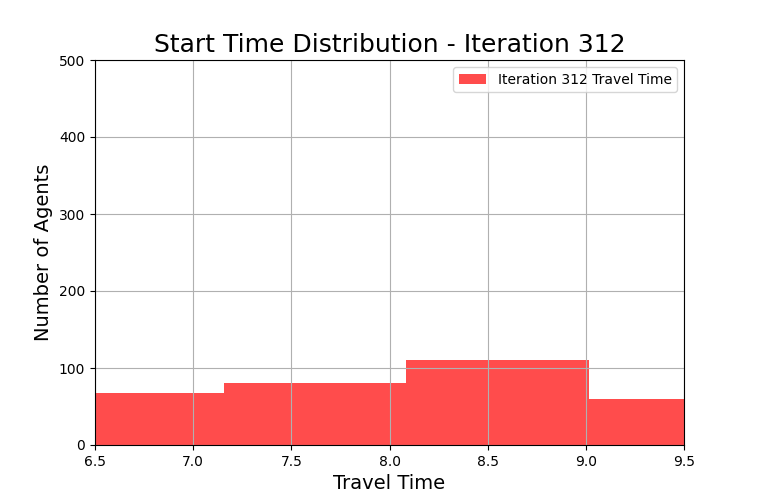 Start Time Distribution - Iteration 312
Iteration 312 Travel Time
Number of Agents
500
400
300
200
100
0
6.5 7.0 7.5 8.0 8.5 9.0 9.5
Travel Time